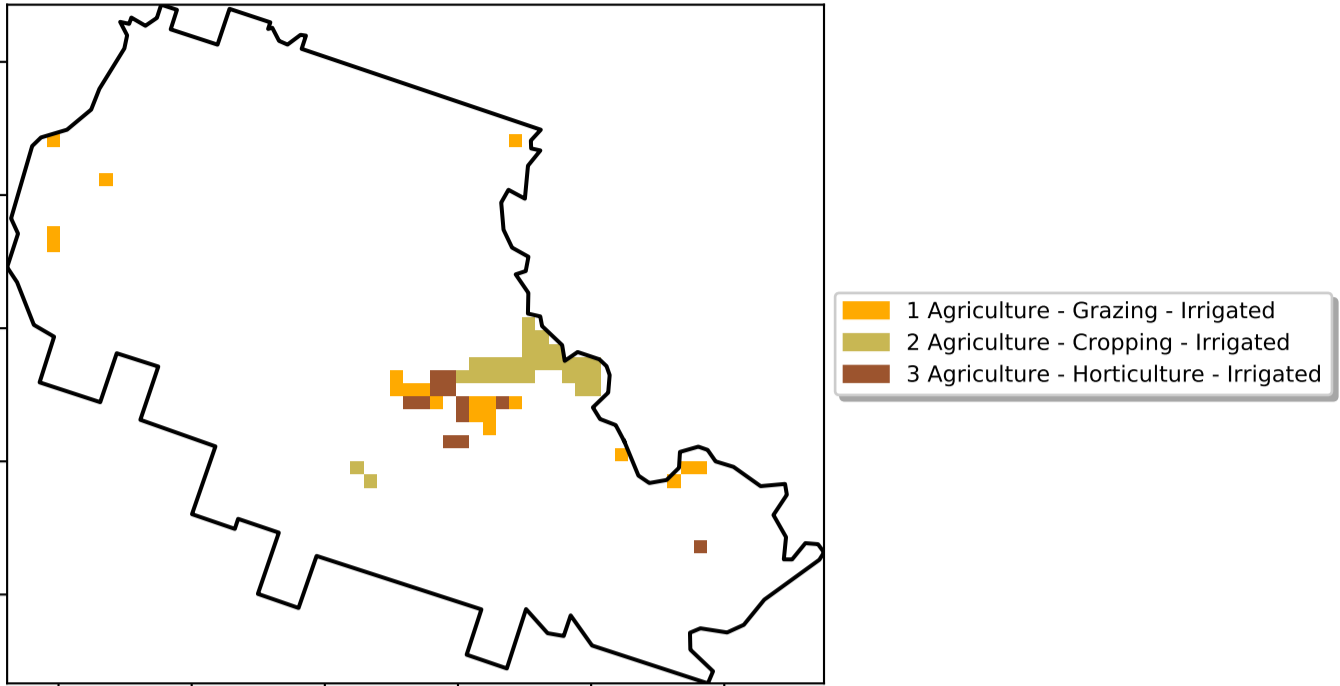 1 Agriculture - Grazing - Irrigated
2 Agriculture - Cropping - Irrigated
3 Agriculture - Horticulture - Irrigated